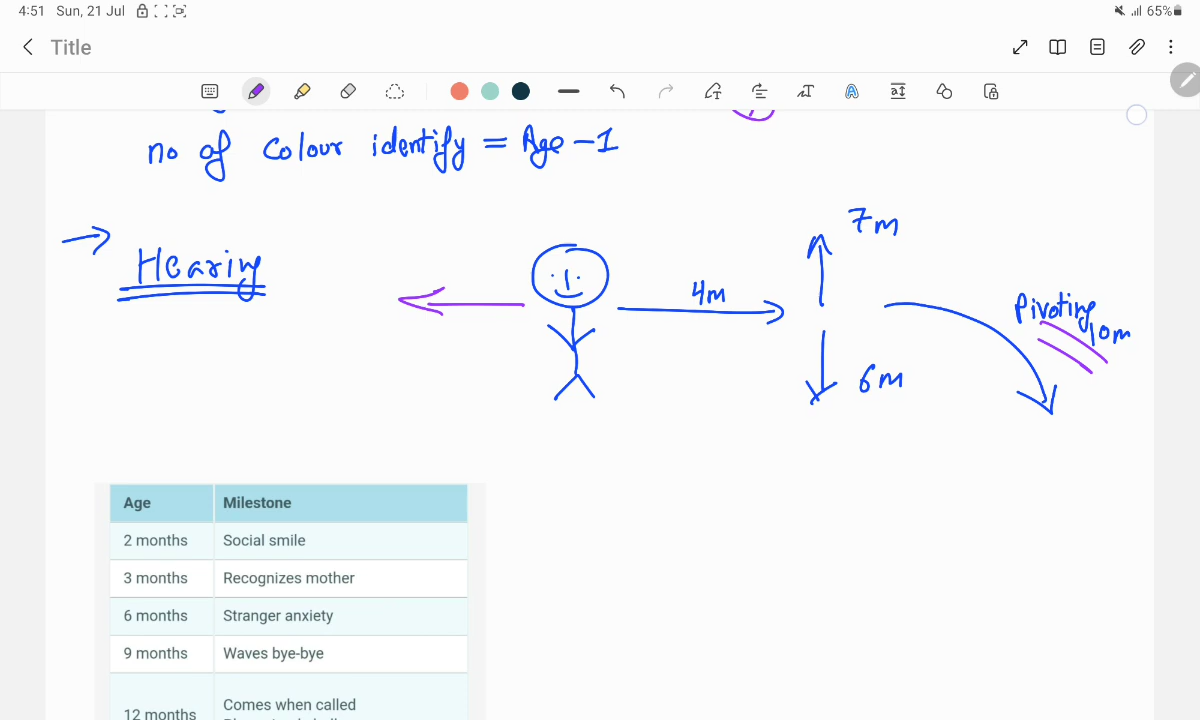 4:51 Sun, 21 Jul 65%
Title
no of colour identify = Age - 1
Hearing
4m
7m
6m
Pivoting
10m
Age Milestone
2 months Social smile
3 months Recognizes mother
6 months Stranger anxiety
9 months Waves bye-bye
12 months Comes when called